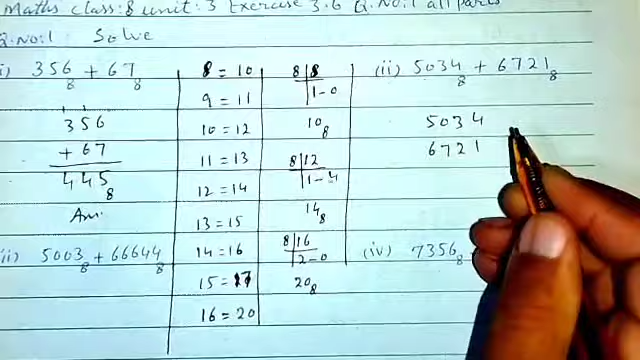 Maths class: 8 unit: 3 Exercise 3.6 Q.No:1 all parts
Q.No:1 Solve
i) 356₈ + 67₈
1 1
356
+ 67
445₈
Ans
8 = 10
9 = 11
10 = 12
11 = 13
12 = 14
13 = 15
14 = 16
15 = 17
16 = 20
8|8
1-0
10₈
8|12
1-4
14₈
8|16
2-0
20₈
(ii) 5034₈ + 6721₈
5034
6721
iii) 5003₈ + 66644₈
(iv) 7356₈